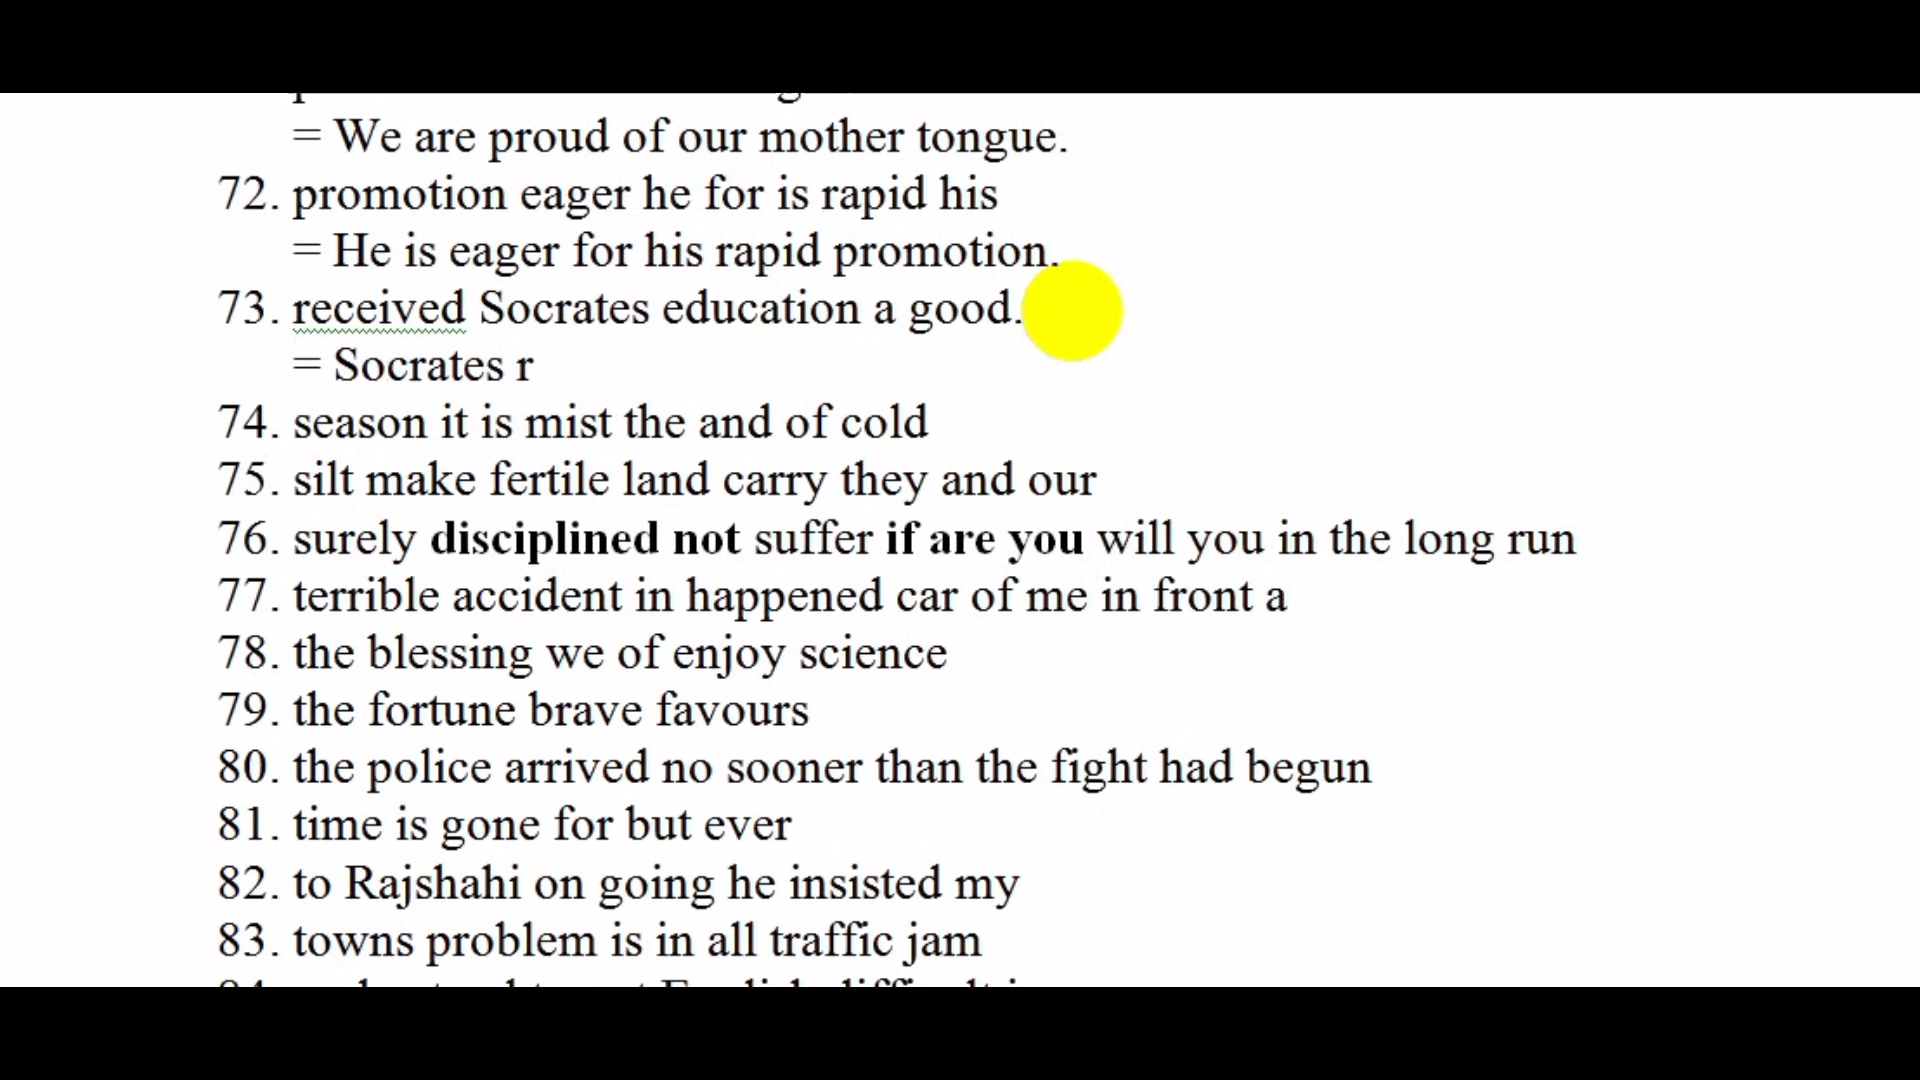 = We are proud of our mother tongue.
72. promotion eager he for is rapid his
= He is eager for his rapid promotion.
73. received Socrates education a good.
= Socrates r
74. season it is mist the and of cold
75. silt make fertile land carry they and our
76. surely disciplined not suffer if are you will you in the long run
77. terrible accident in happened car of me in front a
78. the blessing we of enjoy science
79. the fortune brave favours
80. the police arrived no sooner than the fight had begun
81. time is gone for but ever
82. to Rajshahi on going he insisted my
83. towns problem is in all traffic jam